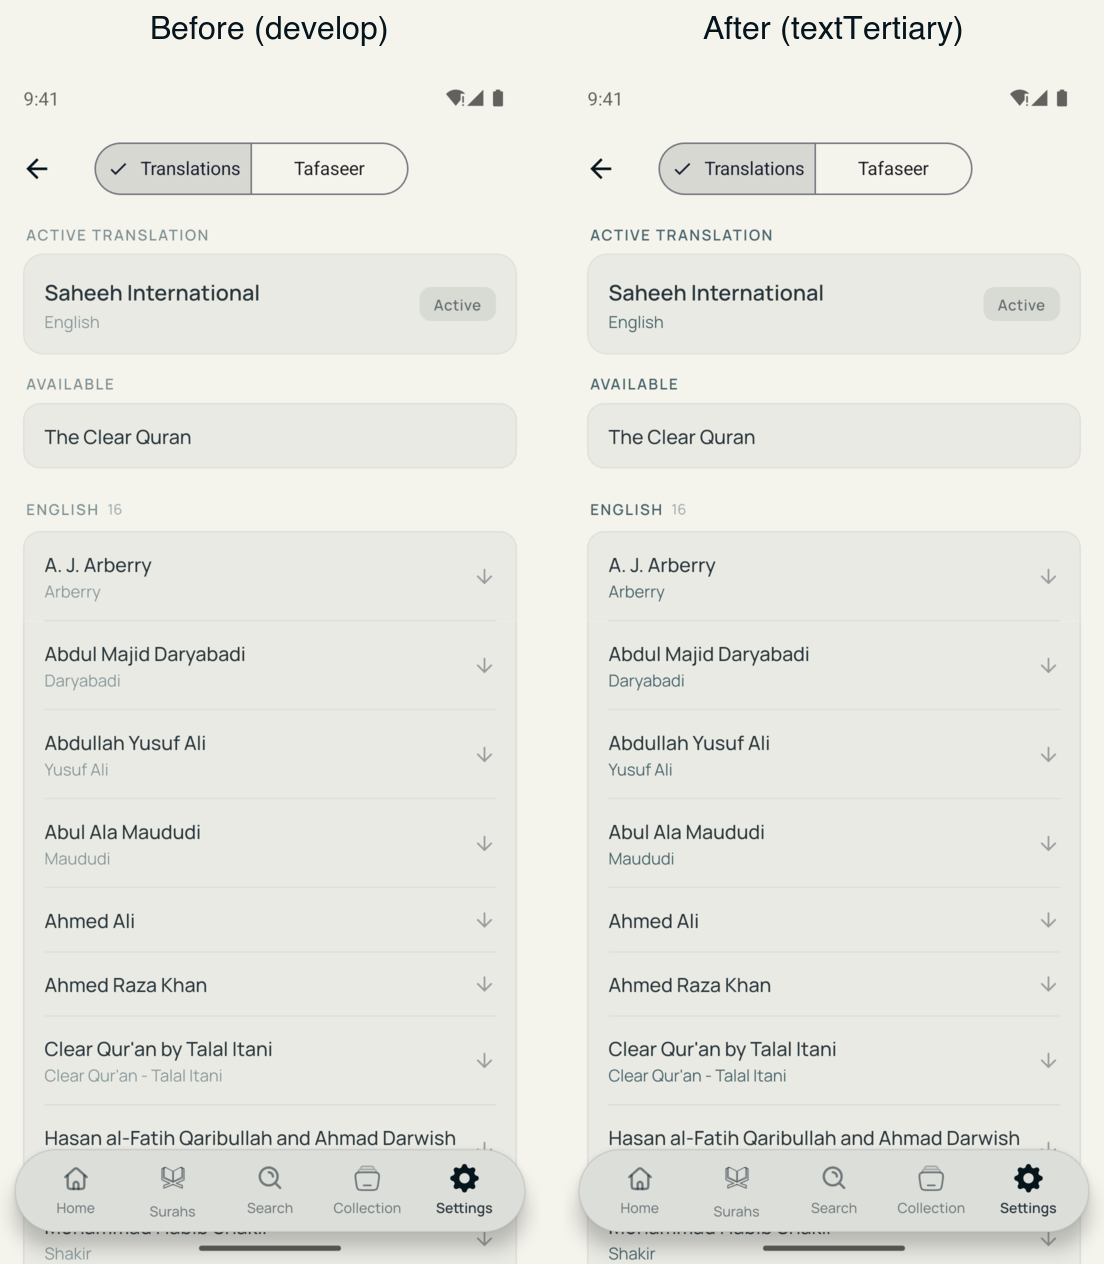 Before (develop)
After (textTertiary)
9:41
Translations
Tafaseer
ACTIVE TRANSLATION
Saheeh International
English
Active
AVAILABLE
The Clear Quran
ENGLISH 16
A. J. Arberry
Arberry
Abdul Majid Daryabadi
Daryabadi
Abdullah Yusuf Ali
Yusuf Ali
Abul Ala Maududi
Maududi
Ahmed Ali
Ahmed Raza Khan
Clear Qur'an by Talal Itani
Clear Qur'an - Talal Itani
Hasan al-Fatih Qaribullah and Ahmad Darwish
Home
Surahs
Search
Collection
Settings
Shakir
9:41
Translations
Tafaseer
ACTIVE TRANSLATION
Saheeh International
English
Active
AVAILABLE
The Clear Quran
ENGLISH 16
A. J. Arberry
Arberry
Abdul Majid Daryabadi
Daryabadi
Abdullah Yusuf Ali
Yusuf Ali
Abul Ala Maududi
Maududi
Ahmed Ali
Ahmed Raza Khan
Clear Qur'an by Talal Itani
Clear Qur'an - Talal Itani
Hasan al-Fatih Qaribullah and Ahmad Darwish
Home
Surahs
Search
Collection
Settings
Shakir